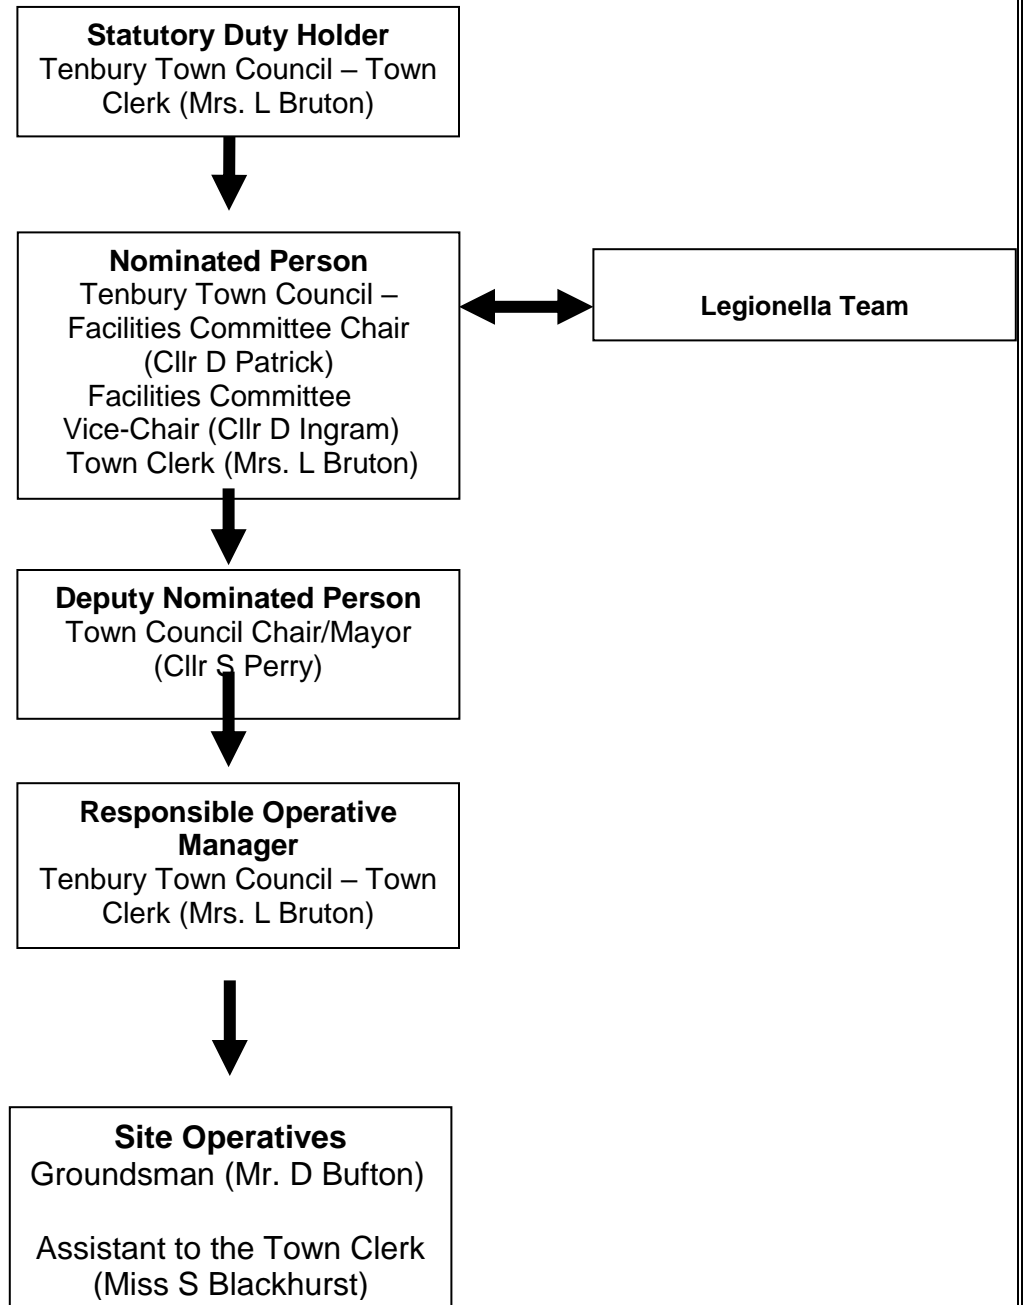 Statutory Duty Holder
Tenbury Town Council – Town
Clerk (Mrs. L Bruton)
Nominated Person
Tenbury Town Council –
Facilities Committee Chair
(Cllr D Patrick)
Facilities Committee
Vice-Chair (Cllr D Ingram)
Town Clerk (Mrs. L Bruton)
Legionella Team
Deputy Nominated Person
Town Council Chair/Mayor
(Cllr S Perry)
Responsible Operative
Manager
Tenbury Town Council – Town
Clerk (Mrs. L Bruton)
Site Operatives
Groundsman (Mr. D Bufton)
Assistant to the Town Clerk
(Miss S Blackhurst)